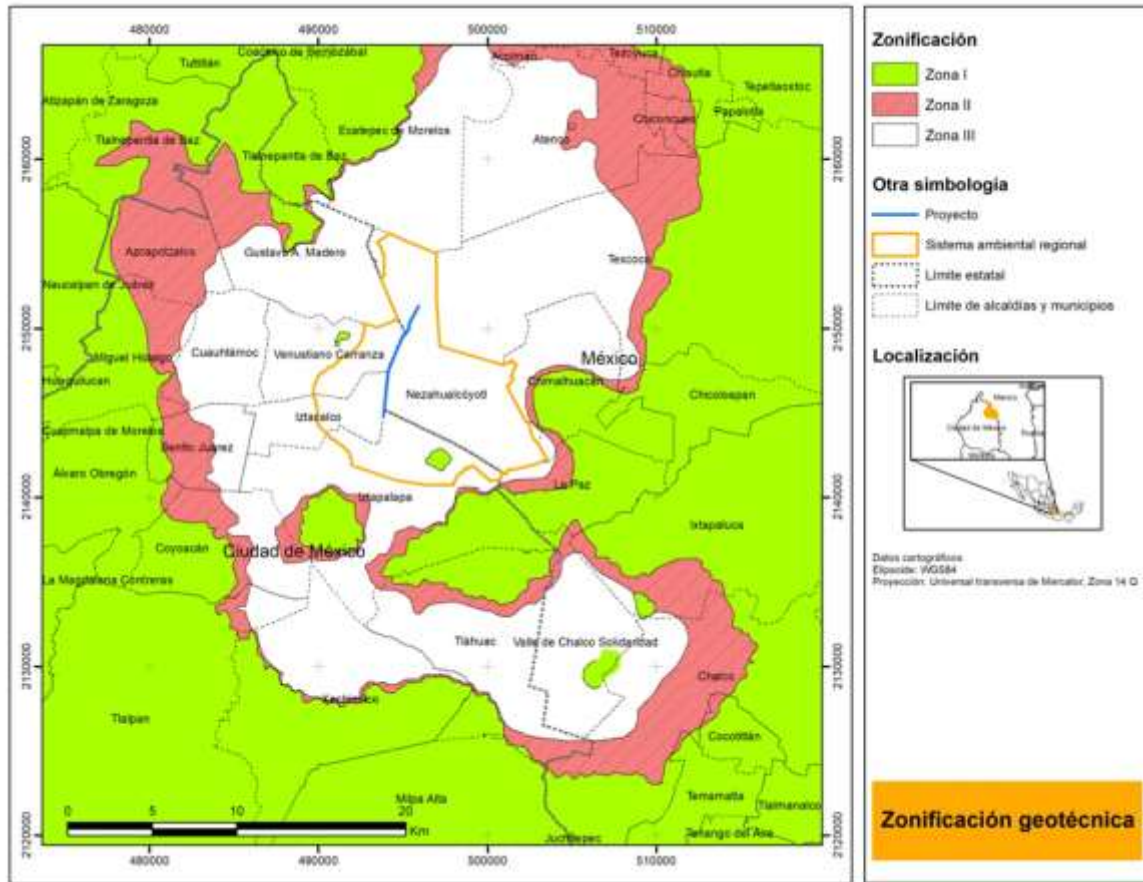 480000 490000 500000 510000
Coacalco de Berriozábal
Tultitlán
Acolman
Tezoyuca
Chiautla
Tepetlaoxtoc
Atizapán de Zaragoza
Papalotla
Chiconcuac
Ecatepec de Morelos
Tlalnepantla de Baz
Atenco
Tlalnepantla de Baz
2160000
2160000
Azcapotzalco
Gustavo A. Madero
Texcoco
Naucalpan de Juárez
2150000
2150000
Miguel Hidalgo
Cuauhtémoc
Venustiano Carranza
México
Huixquilucan
Chimalhuacán
Nezahualcóyotl
Chicoloapan
Iztacalco
Cuajimalpa de Morelos
Benito Juárez
Álvaro Obregón
La Paz
2140000
2140000
Iztapalapa
Ixtapaluca
Coyoacán
Ciudad de México
La Magdalena Contreras
Tláhuac
Valle de Chalco Solidaridad
2130000
2130000
Chalco
Xochimilco
Tlalpan
Cocotitlán
Milpa Alta
Temamatla
Tlalmanalco
Juchitepec
Tenango del Aire
0 5 10 20
Km
2120000
2120000
480000 490000 500000 510000
Zonificación
Zona I
Zona II
Zona III
Otra simbología
Proyecto
Sistema ambiental regional
Límite estatal
Límite de alcaldías y municipios
Localización
México
Ciudad de México
Datos cartográficos
Elipsoide: WGS84
Proyección: Universal transversa de Mercator, Zona 14 Q
Zonificación geotécnica